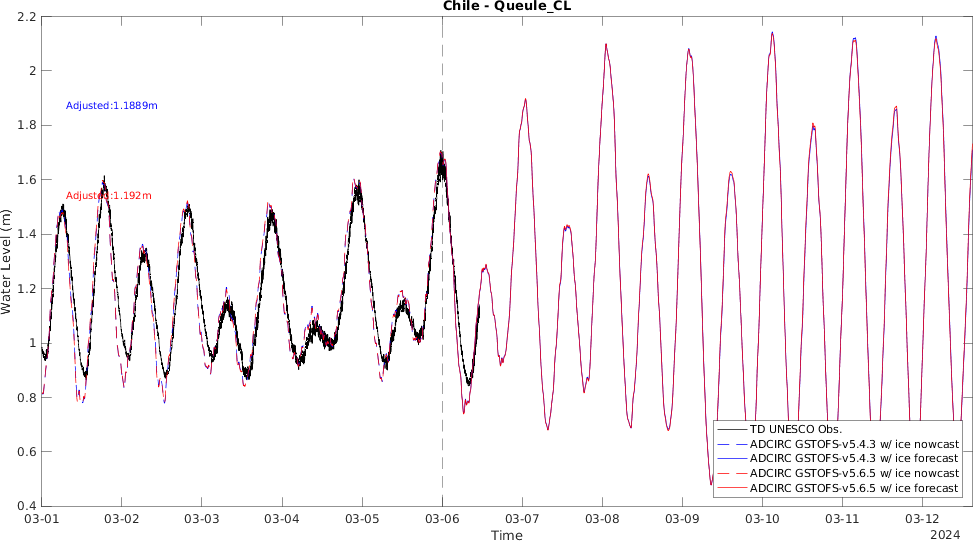 Chile - Queule_CL
2.2
2
1.8
1.6
1.4
1.2
1
0.8
0.6
0.4
Water Level (m)
Adjusted:1.1889m
Adjusted:1.192m
TD UNESCO Obs.
ADCIRC GSTOFS-v5.4.3 w/ ice nowcast
ADCIRC GSTOFS-v5.4.3 w/ ice forecast
ADCIRC GSTOFS-v5.6.5 w/ ice nowcast
ADCIRC GSTOFS-v5.6.5 w/ ice forecast
03-01 03-02 03-03 03-04 03-05 03-06 03-07 03-08 03-09 03-10 03-11 03-12
Time
2024